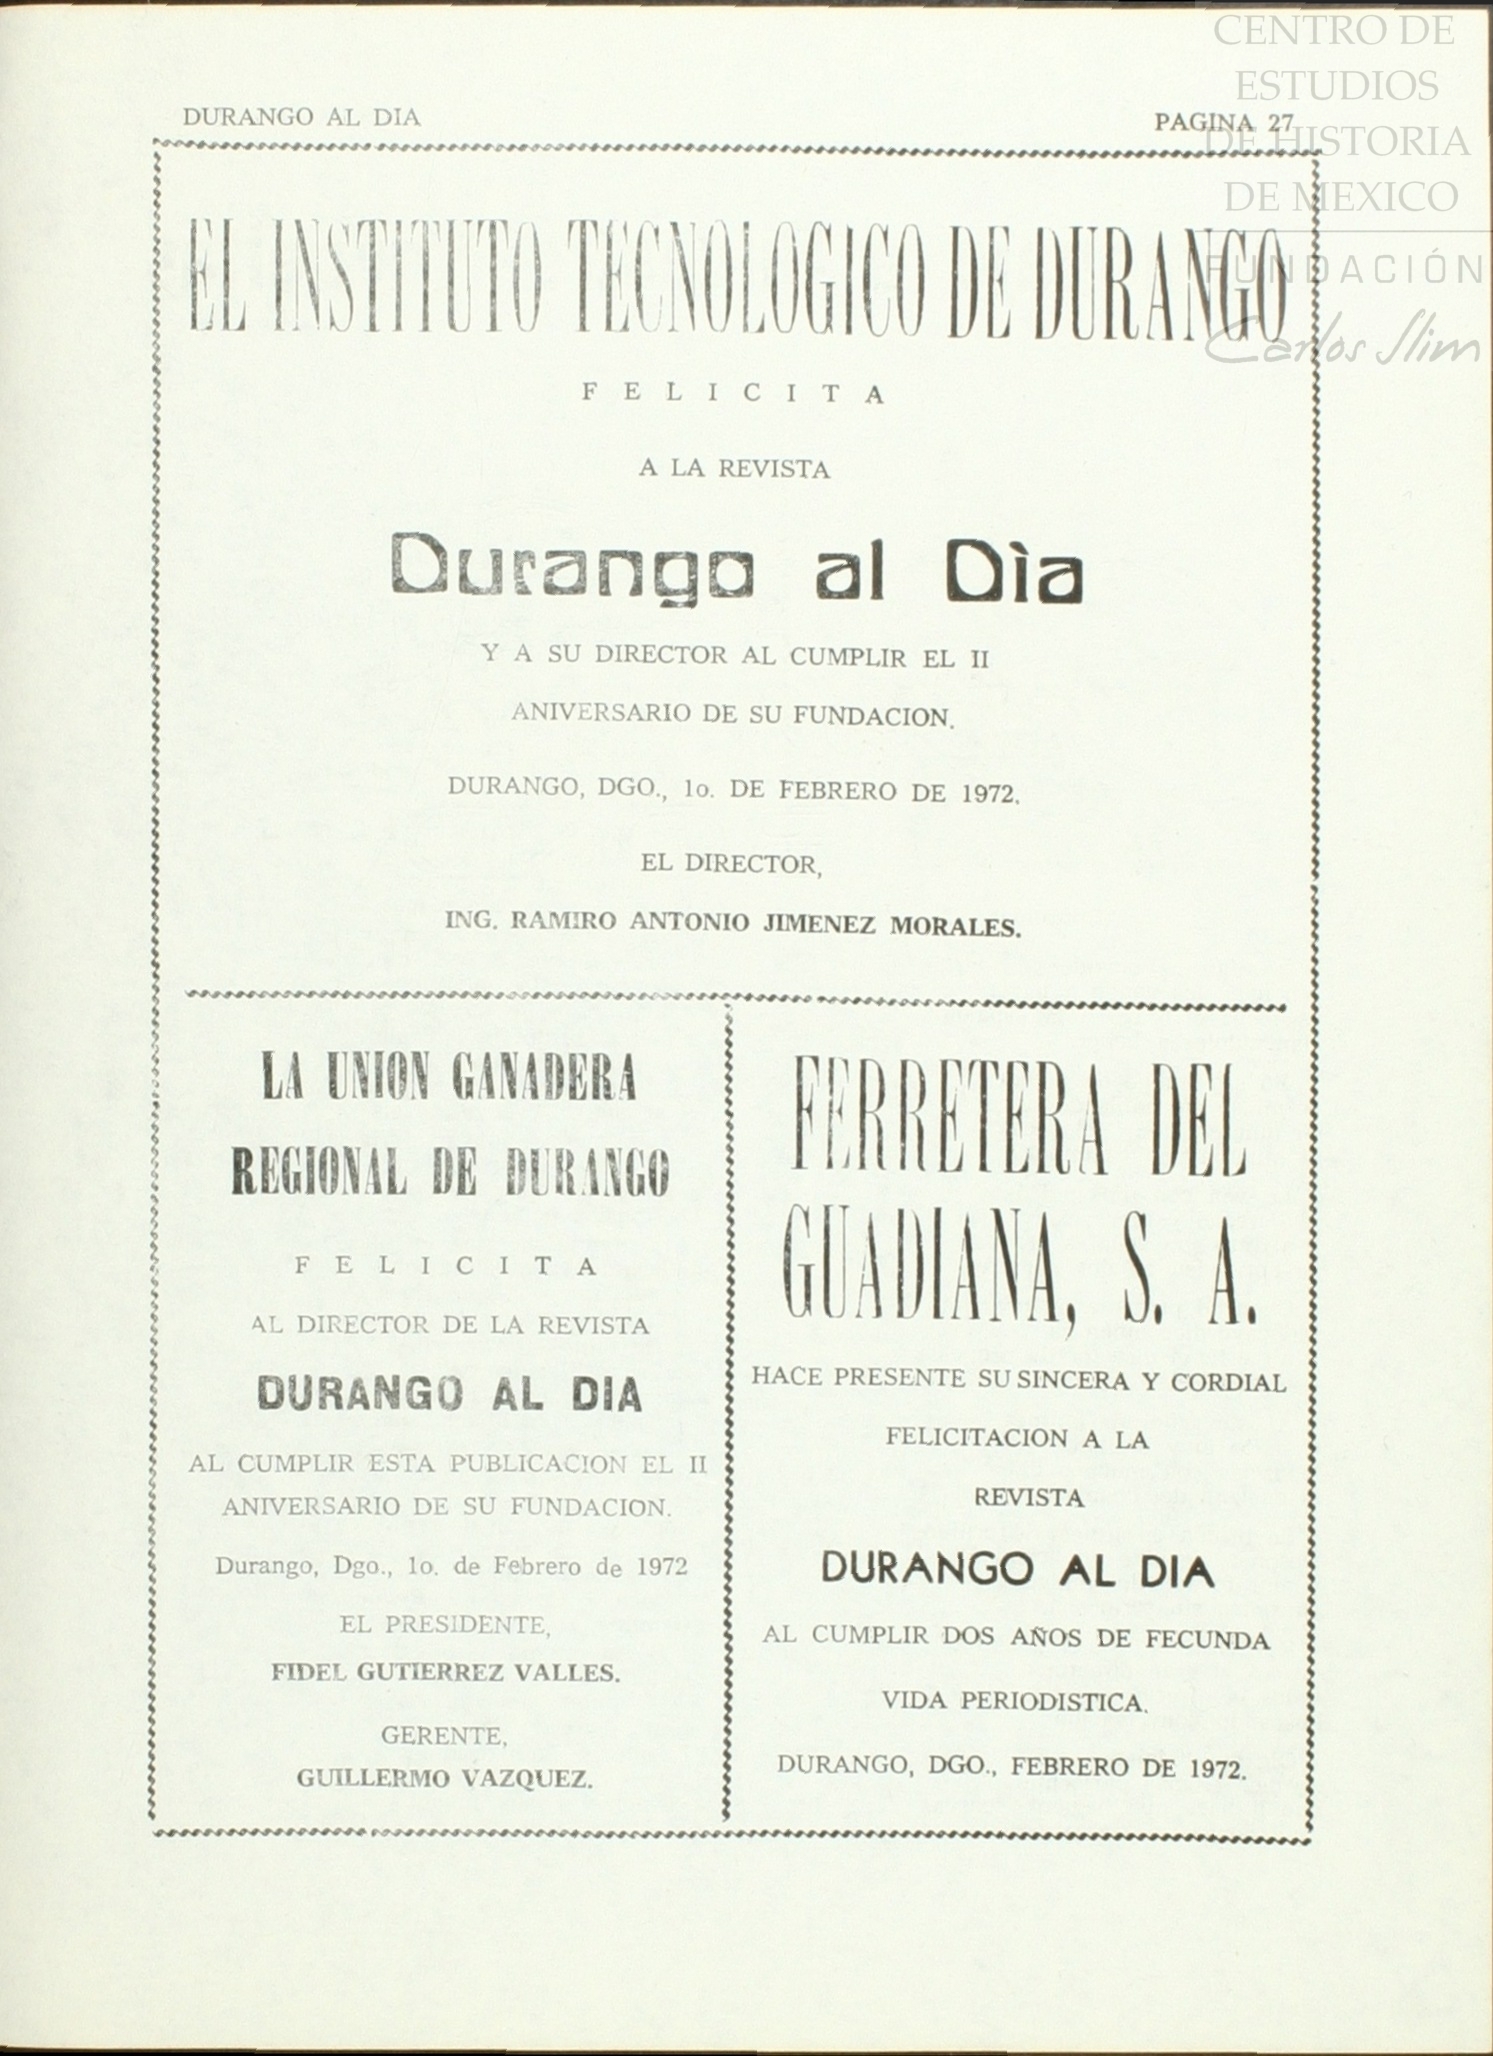 DURANGO AL DIA
PAGINA 27
CENTRO DE
ESTUDIOS
DE HISTORIA
DE MEXICO
FUNDACIÓN
Carlos Slim
EL INSTITUTO TECNOLOGICO DE DURANGO
FELICITA
A LA REVISTA
Durango al Dìa
Y A SU DIRECTOR AL CUMPLIR EL II
ANIVERSARIO DE SU FUNDACION.
DURANGO, DGO., 1o. DE FEBRERO DE 1972.
EL DIRECTOR,
ING. RAMIRO ANTONIO JIMENEZ MORALES.
LA UNION GANADERA
REGIONAL DE DURANGO
FELICITA
AL DIRECTOR DE LA REVISTA
DURANGO AL DIA
AL CUMPLIR ESTA PUBLICACION EL II
ANIVERSARIO DE SU FUNDACION.
Durango, Dgo., 1o. de Febrero de 1972
EL PRESIDENTE,
FIDEL GUTIERREZ VALLES.
GERENTE,
GUILLERMO VAZQUEZ.
FERRETERA DEL
GUADIANA, S. A.
HACE PRESENTE SU SINCERA Y CORDIAL
FELICITACION A LA
REVISTA
DURANGO AL DIA
AL CUMPLIR DOS AÑOS DE FECUNDA
VIDA PERIODISTICA.
DURANGO, DGO., FEBRERO DE 1972.